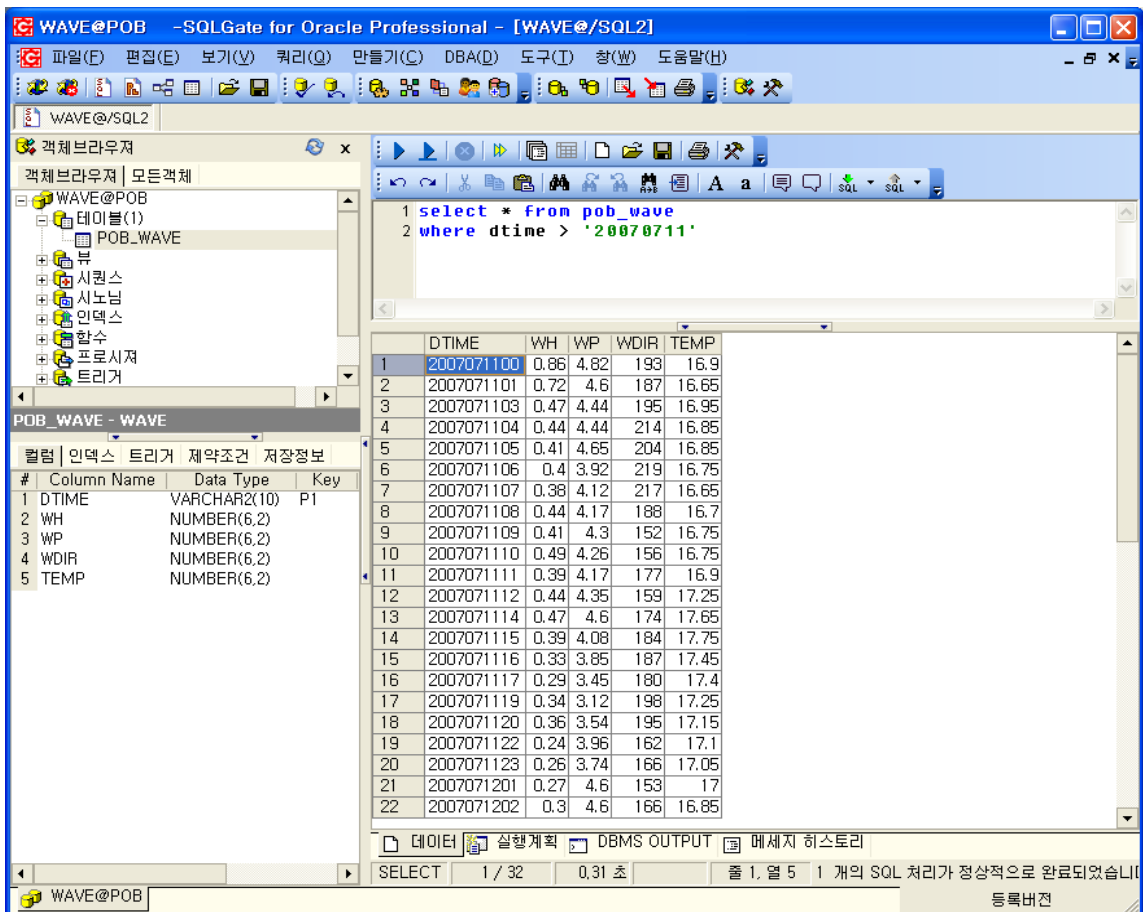 WAVE@POB -SQLGate for Oracle Professional - [WAVE@/SQL2]
파일(F) 편집(E) 보기(V) 쿼리(Q) 만들기(C) DBA(D) 도구(T) 창(W) 도움말(H)
WAVE@/SQL2
객체브라우져 x
객체브라우져 모든객체
WAVE@POB
테이블(1)
POB_WAVE
뷰
시퀀스
시노님
인덱스
함수
프로시져
트리거
POB_WAVE - WAVE
컬럼 인덱스 트리거 제약조건 저장정보
# Column Name Data Type Key
1 DTIME VARCHAR2(10) P1
2 WH NUMBER(6,2)
3 WP NUMBER(6,2)
4 WDIR NUMBER(6,2)
5 TEMP NUMBER(6,2)
A a SQL SQL
1 select * from pob_wave
2 where dtime > '20070711'
DTIME WH WP WDIR TEMP
1 2007071100 0.86 4.82 193 16.9
2 2007071101 0.72 4.6 187 16.65
3 2007071103 0.47 4.44 195 16.95
4 2007071104 0.44 4.44 214 16.85
5 2007071105 0.41 4.65 204 16.85
6 2007071106 0.4 3.92 219 16.75
7 2007071107 0.38 4.12 217 16.65
8 2007071108 0.44 4.17 188 16.7
9 2007071109 0.41 4.3 152 16.75
10 2007071110 0.49 4.26 156 16.75
11 2007071111 0.39 4.17 177 16.9
12 2007071112 0.44 4.35 159 17.25
13 2007071114 0.47 4.6 174 17.65
14 2007071115 0.39 4.08 184 17.75
15 2007071116 0.33 3.85 187 17.45
16 2007071117 0.29 3.45 180 17.4
17 2007071119 0.34 3.12 198 17.25
18 2007071120 0.36 3.54 195 17.15
19 2007071122 0.24 3.96 162 17.1
20 2007071123 0.26 3.74 166 17.05
21 2007071201 0.27 4.6 153 17
22 2007071202 0.3 4.6 166 16.85
데이터 실행계획 DBMS OUTPUT 메세지 히스토리
SELECT 1 / 32 0,31 초 줄 1, 열 5 1 개의 SQL 처리가 정상적으로 완료되었습니
WAVE@POB 등록버전